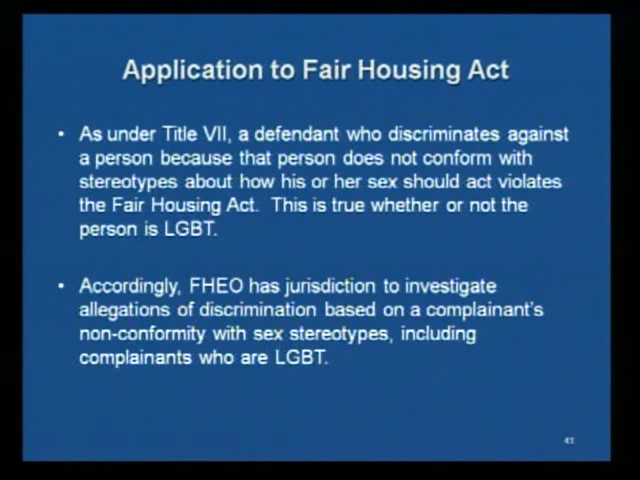 Application to Fair Housing Act
• As under Title VII, a defendant who discriminates against
a person because that person does not conform with
stereotypes about how his or her sex should act violates
the Fair Housing Act. This is true whether or not the
person is LGBT.
• Accordingly, FHEO has jurisdiction to investigate
allegations of discrimination based on a complainant's
non-conformity with sex stereotypes, including
complainants who are LGBT.